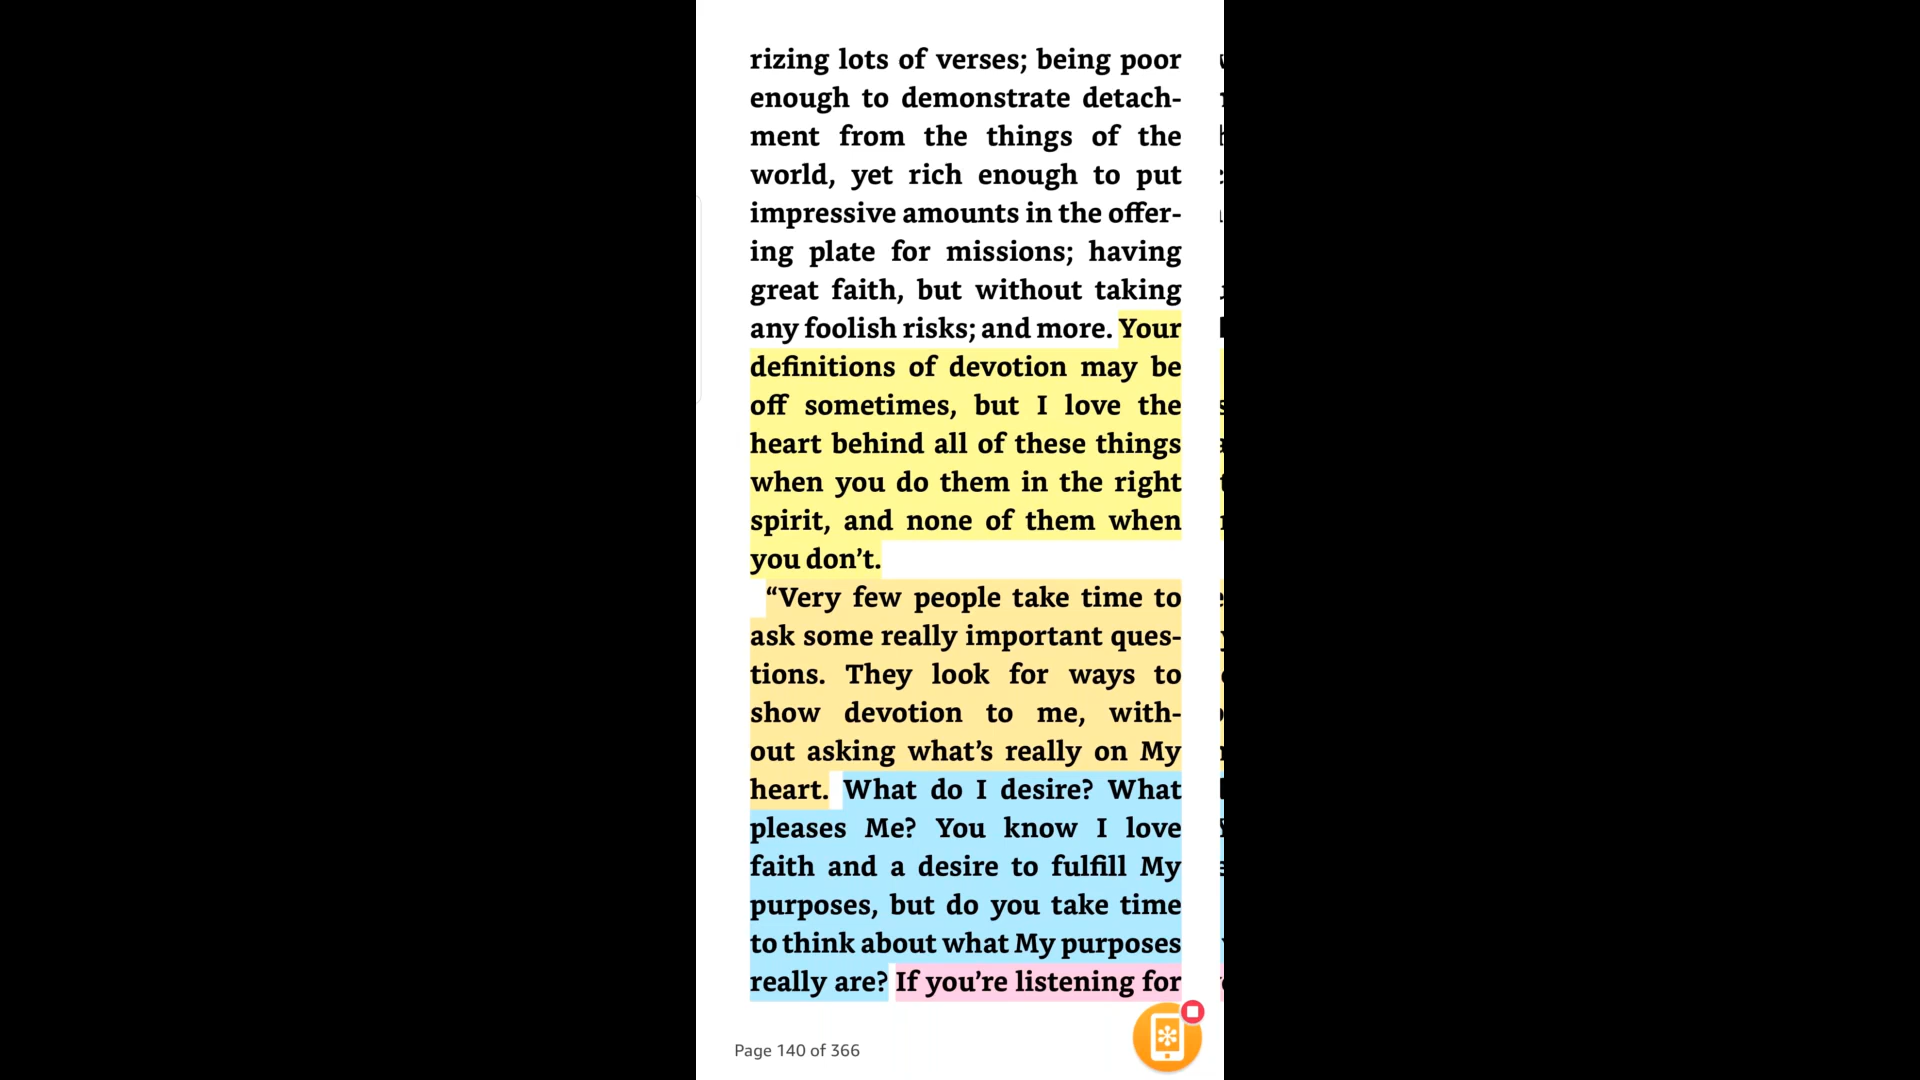 rizing lots of verses; being poor
enough to demonstrate detach-
ment from the things of the
world, yet rich enough to put
impressive amounts in the offer-
ing plate for missions; having
great faith, but without taking
any foolish risks; and more. Your
definitions of devotion may be
off sometimes, but I love the
heart behind all of these things
when you do them in the right
spirit, and none of them when
you don’t.
“Very few people take time to
ask some really important ques-
tions. They look for ways to
show devotion to me, with-
out asking what’s really on My
heart. What do I desire? What
pleases Me? You know I love
faith and a desire to fulfill My
purposes, but do you take time
to think about what My purposes
really are? If you’re listening for
Page 140 of 366